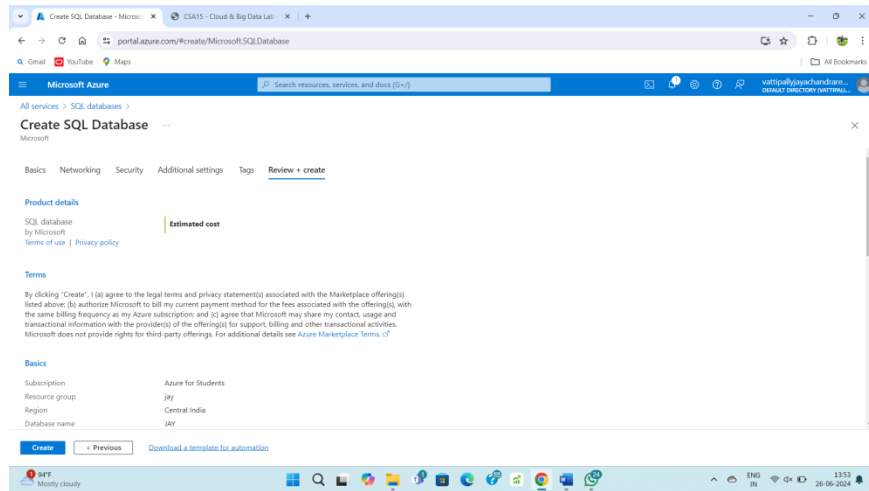 Create SQL Database - Microso
CSA15 - Cloud & Big Data Lab
portal.azure.com/#create/Microsoft.SQLDatabase
Gmail YouTube Maps All Bookmarks
Microsoft Azure
Search resources, services, and docs (G+/)
vattipallyjayachandrare...
DEFAULT DIRECTORY (VATTIPALL...
All services > SQL databases >
Create SQL Database ...
Microsoft
Basics Networking Security Additional settings Tags Review + create
Product details
SQL database
by Microsoft
Terms of use | Privacy policy
Estimated cost
Terms
By clicking "Create", I (a) agree to the legal terms and privacy statement(s) associated with the Marketplace offering(s)
listed above; (b) authorize Microsoft to bill my current payment method for the fees associated with the offering(s), with
the same billing frequency as my Azure subscription; and (c) agree that Microsoft may share my contact, usage and
transactional information with the provider(s) of the offering(s) for support, billing and other transactional activities.
Microsoft does not provide rights for third-party offerings. For additional details see Azure Marketplace Terms.
Basics
Subscription Azure for Students
Resource group jay
Region Central India
Database name JAY
Create < Previous Download a template for automation
94°F
Mostly cloudy
ENG
IN
13:53
26-06-2024